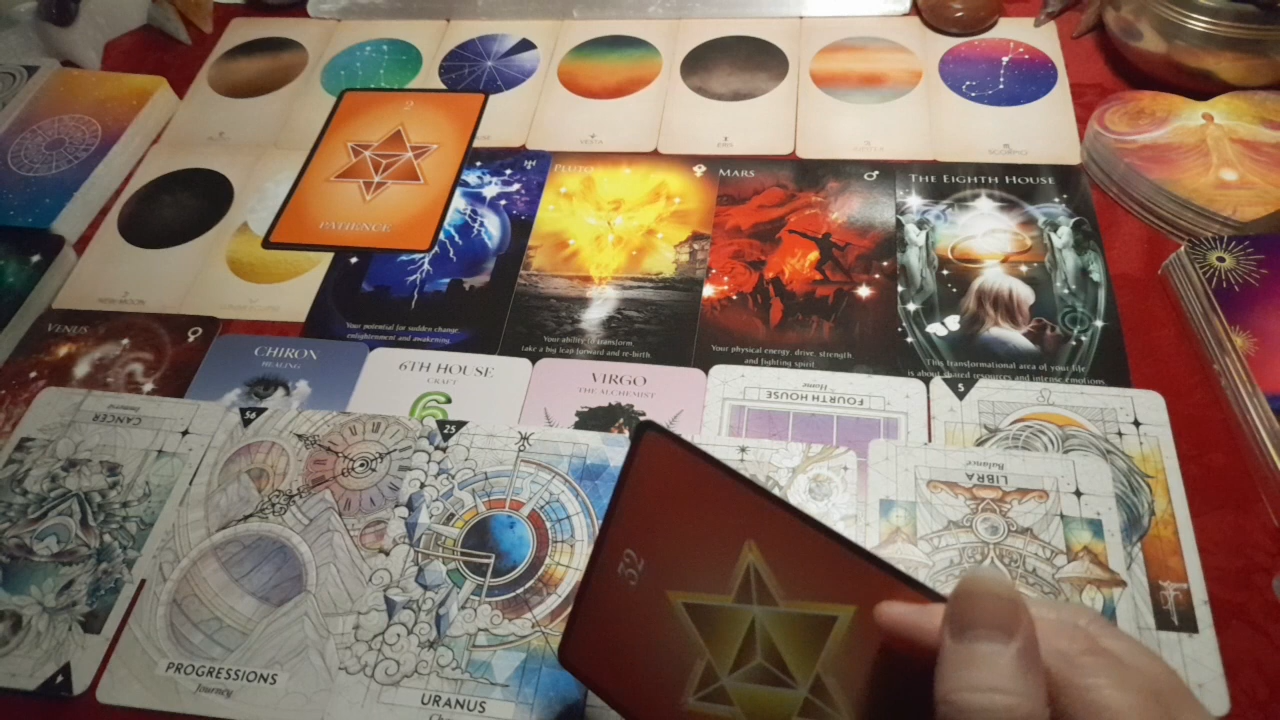 VESTA
SCORPIO
2
PATIENCE
NEW MOON
Your potential for sudden change,
enlightenment and awakening.
PLUTO
Your ability to transform,
take a big leap forward and re-birth.
MARS
Your physical energy, drive, strength
and fighting spirit
THE EIGHTH HOUSE
This transformational area of your life
is about shared resources and intense emotions.
VENUS
CHIRON
HEALING
6TH HOUSE
CRAFT
6
VIRGO
THE ALCHEMIST
FOURTH HOUSE
Home
5
CANCER
56
PROGRESSIONS
Journey
25
URANUS
32
LIBRA
Balance